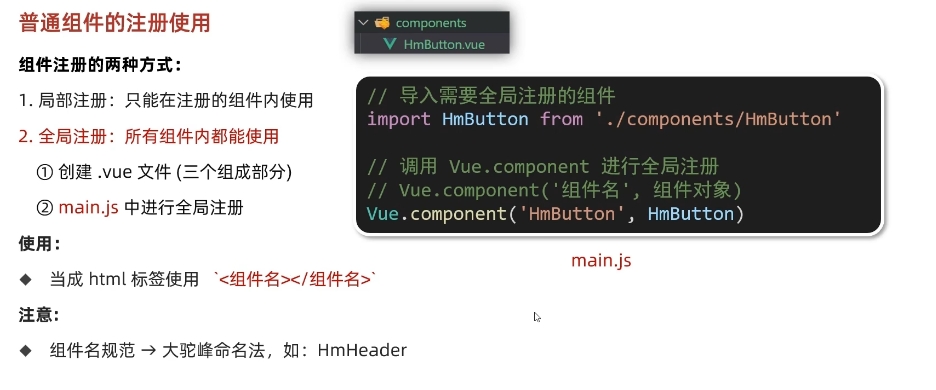 普通组件的注册使用
组件注册的两种方式：
1. 局部注册：只能在注册的组件内使用
2. 全局注册：所有组件内都能使用
① 创建 .vue 文件 (三个组成部分)
② main.js 中进行全局注册
使用：
◆ 当成 html 标签使用 `<组件名></组件名>`
注意：
◆ 组件名规范 → 大驼峰命名法，如：HmHeader
components
HmButton.vue
// 导入需要全局注册的组件
import HmButton from './components/HmButton'
// 调用 Vue.component 进行全局注册
// Vue.component('组件名', 组件对象)
Vue.component('HmButton', HmButton)
main.js